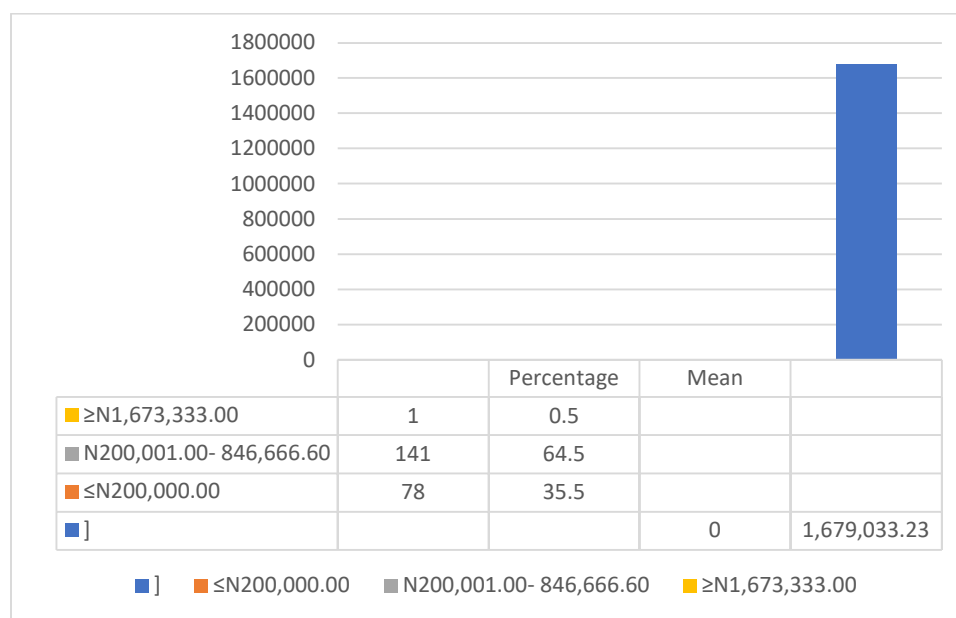 1800000
1600000
1400000
1200000
1000000
800000
600000
400000
200000
0
Percentage Mean
≥N1,673,333.00 1 0.5
N200,001.00- 846,666.60 141 64.5
≤N200,000.00 78 35.5
] 0 1,679,033.23
] ≤N200,000.00 N200,001.00- 846,666.60 ≥N1,673,333.00